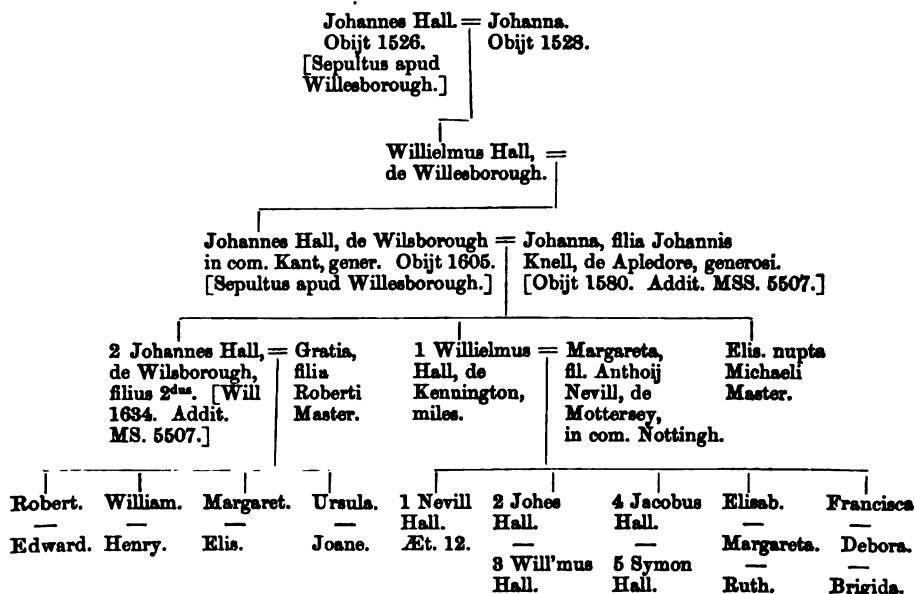 Johannes Hall. = Johanna.
Obijt 1526. Obijt 1528.
[Sepultus apud
Willesborough.]
Willielmus Hall, =
de Willesborough.
Johannes Hall, de Wilsborough = Johanna, filia Johannis
in com. Kant, gener. Obijt 1605. Knell, de Apledore, generosi.
[Sepultus apud Willesborough.] [Obijt 1580. Addit. MSS. 5507.]
2 Johannes Hall, = Gratia,
de Wilsborough, filia
filius 2dus. [Will Roberti
1634. Addit. Master.
MS. 5507.]
1 Willielmus = Margareta,
Hall, de fil. Anthoij
Kennington, Nevill, de
miles. Mottersey,
in com. Nottingh.
Elis. nupta
Michaeli
Master.
Robert.
Edward.
William.
Henry.
Margaret.
Elis.
Ursula.
Joane.
1 Nevill
Hall.
Æt. 12.
2 Johes
Hall.
3 Will'mus
Hall.
4 Jacobus
Hall.
5 Symon
Hall.
Elisab.
Margareta.
Ruth.
Francisca
Debora.
Brigida.